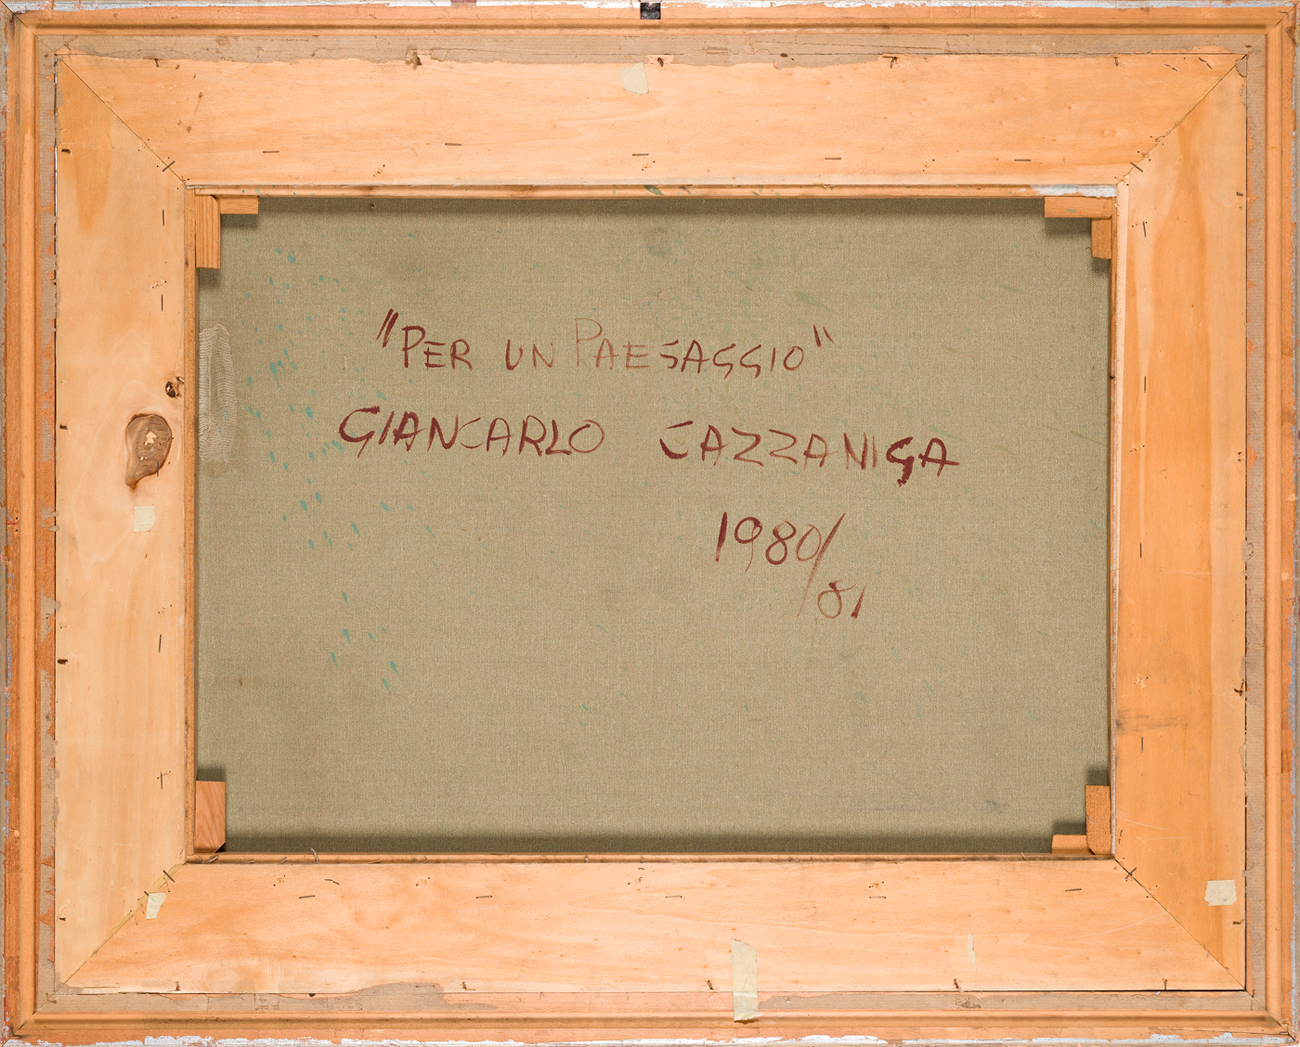 "PER UN PAESAGGIO"
GIANCARLO CAZZANIGA
1980/
81